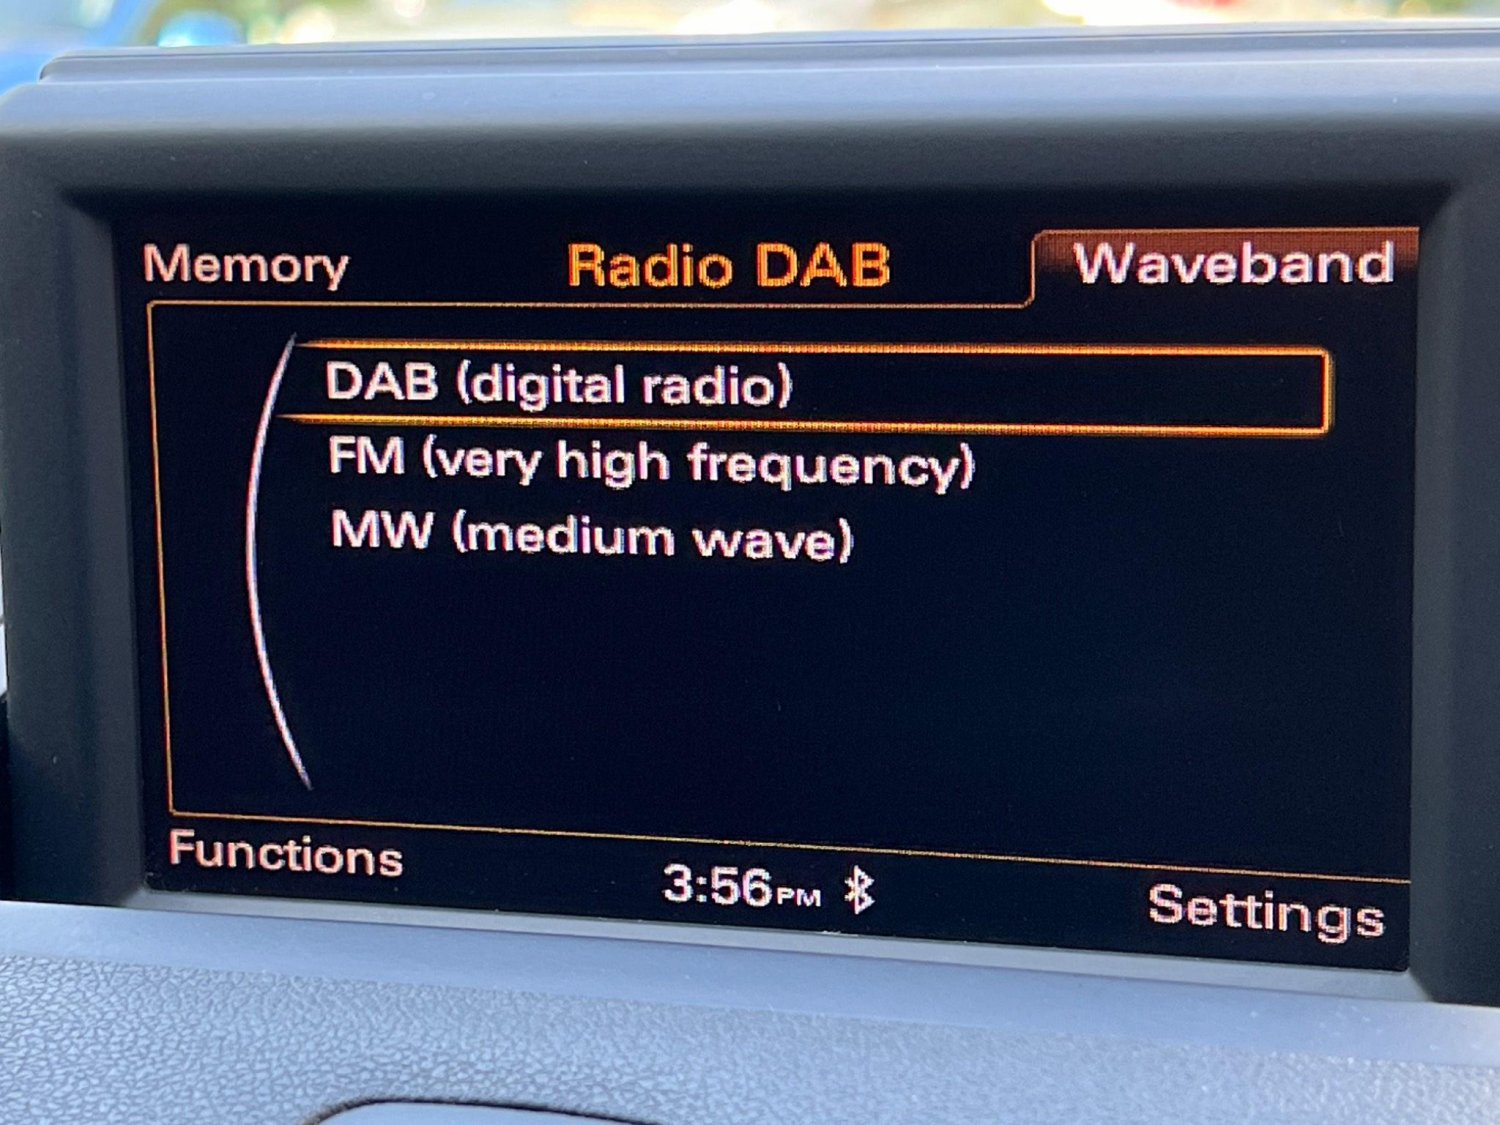 Memory Radio DAB Waveband
DAB (digital radio)
FM (very high frequency)
MW (medium wave)
Functions 3:56PM Settings